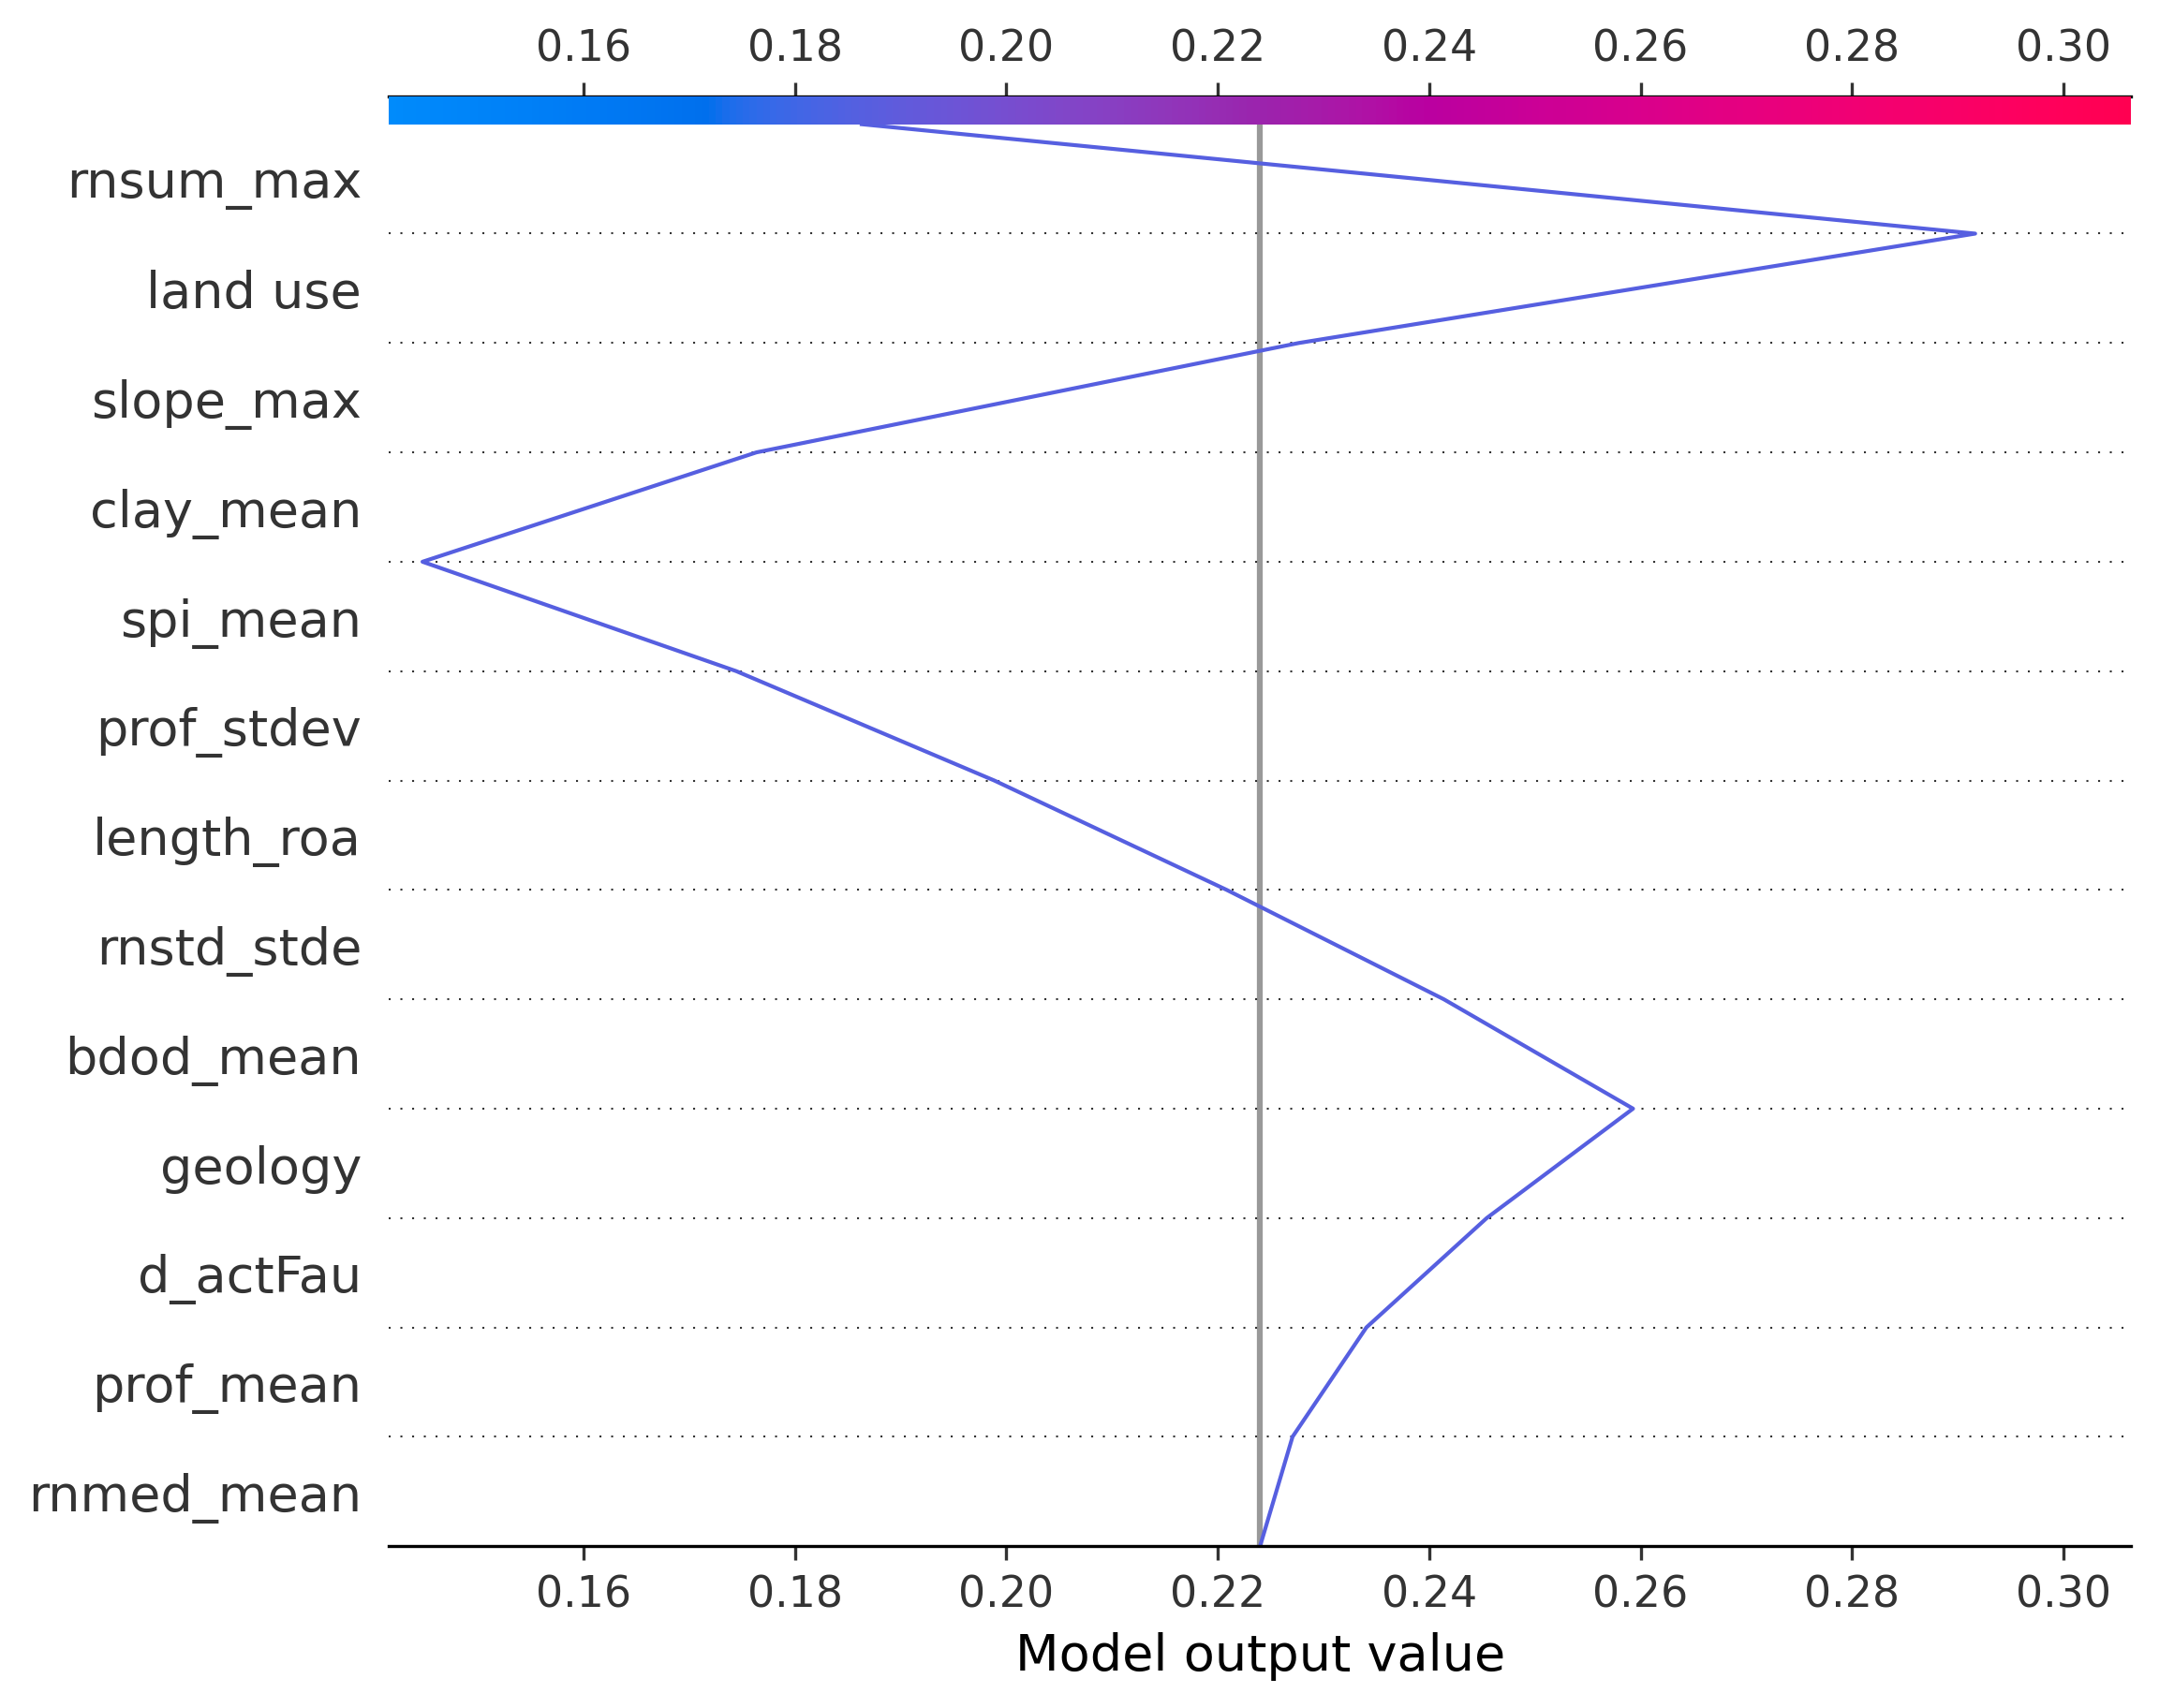 0.16 0.18 0.20 0.22 0.24 0.26 0.28 0.30
rnsum_max
land use
slope_max
clay_mean
spi_mean
prof_stdev
length_roa
rnstd_stde
bdod_mean
geology
d_actFau
prof_mean
rnmed_mean
0.16 0.18 0.20 0.22 0.24 0.26 0.28 0.30
Model output value